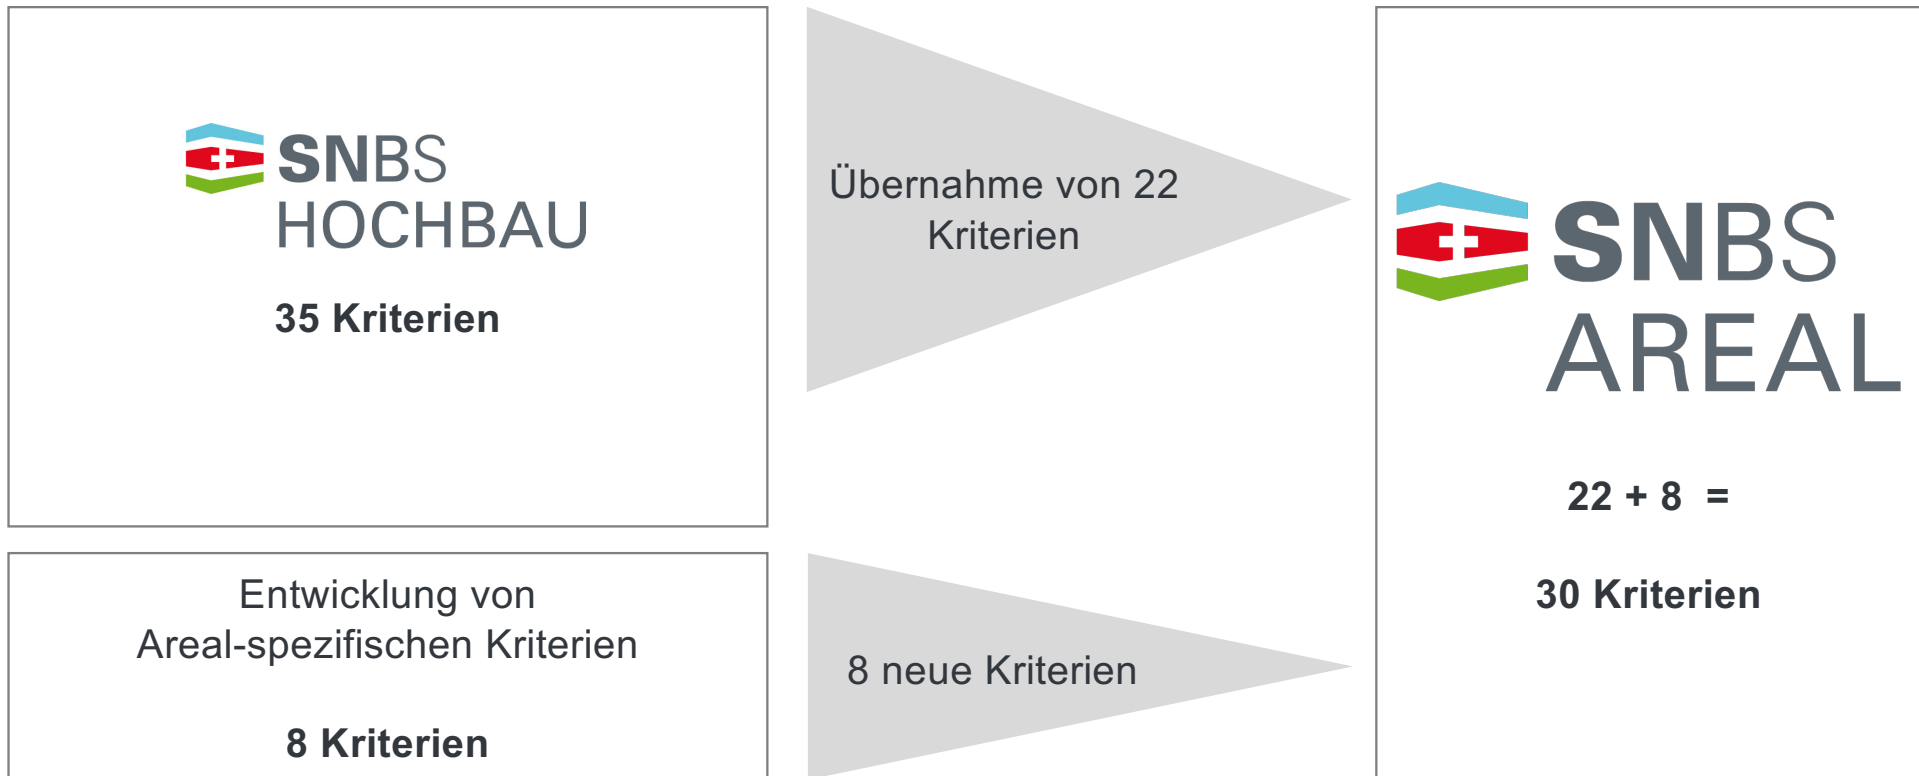 SNBS
HOCHBAU
35 Kriterien
Übernahme von 22
Kriterien
Entwicklung von
Areal-spezifischen Kriterien
8 Kriterien
8 neue Kriterien
SNBS
AREAL
22 + 8 =
30 Kriterien